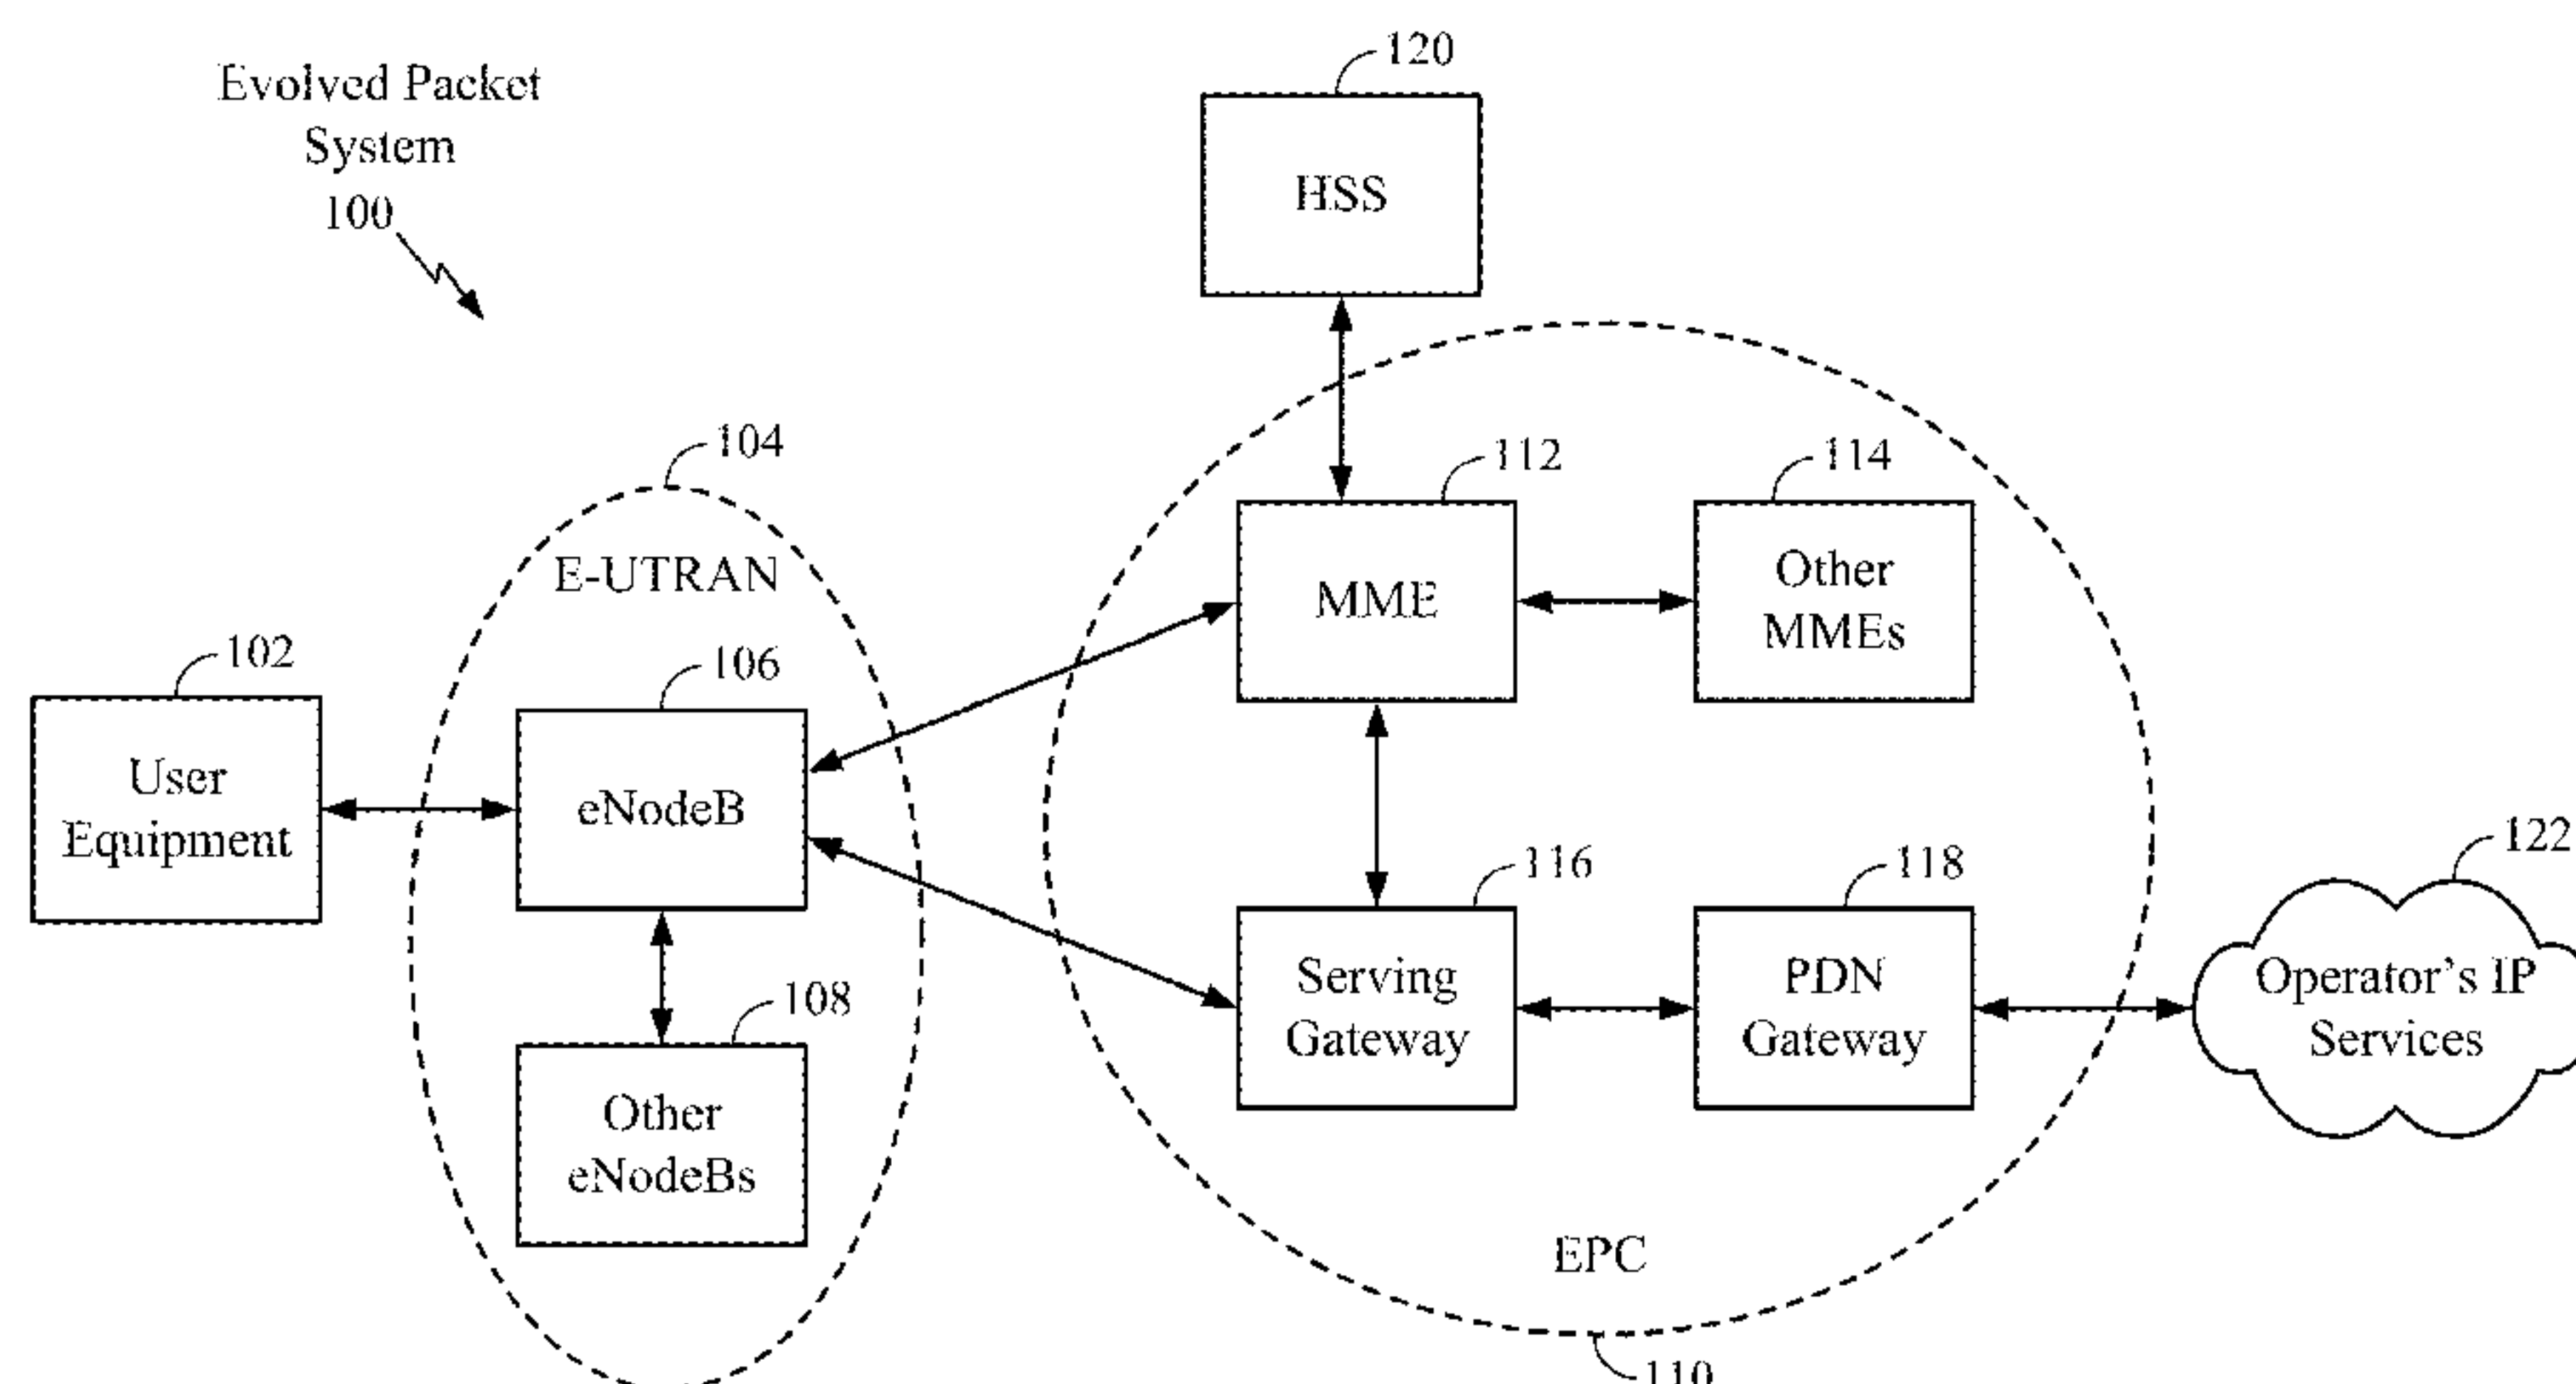 Evolved Packet
System
100
120
HSS
104
E-UTRAN
112
114
MME
Other
MMEs
102
User
Equipment
106
eNodeB
108
Other
eNodeBs
116
Serving
Gateway
118
PDN
Gateway
122
Operator's IP
Services
EPC
110